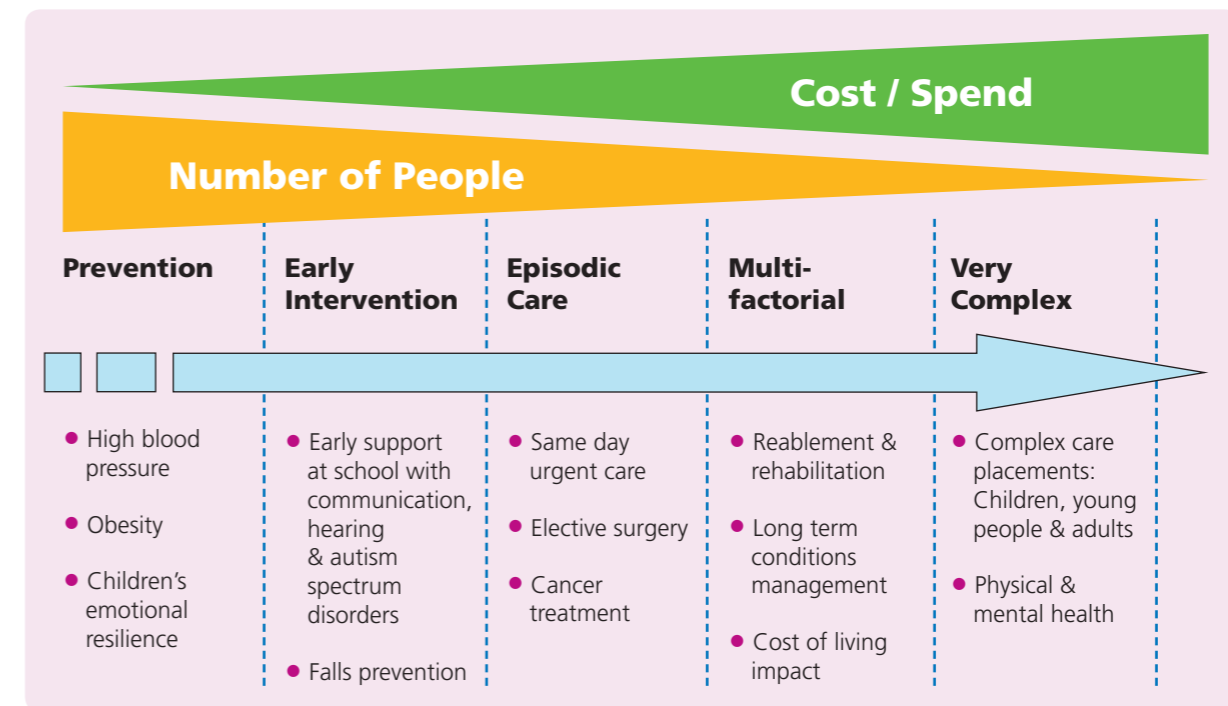 Cost / Spend
Number of People
Prevention
Early
Intervention
Episodic
Care
Multi-
factorial
Very
Complex
• High blood
pressure
• Obesity
• Children’s
emotional
resilience
• Early support
at school with
communication,
hearing
& autism
spectrum
disorders
• Falls prevention
• Same day
urgent care
• Elective surgery
• Cancer
treatment
• Reablement &
rehabilitation
• Long term
conditions
management
• Cost of living
impact
• Complex care
placements:
Children, young
people & adults
• Physical &
mental health